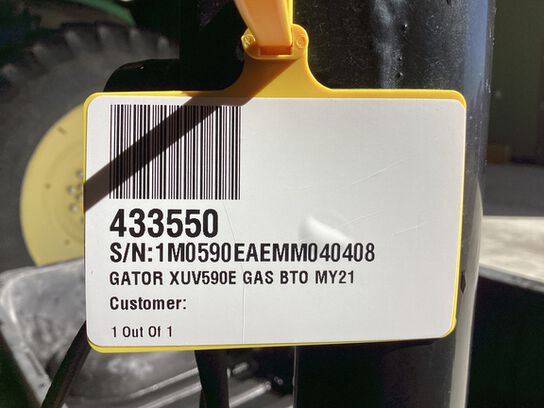 433550
S/N:1M0590EAEMM040408
GATOR XUV590E GAS BTO MY21
Customer:
1 Out Of 1